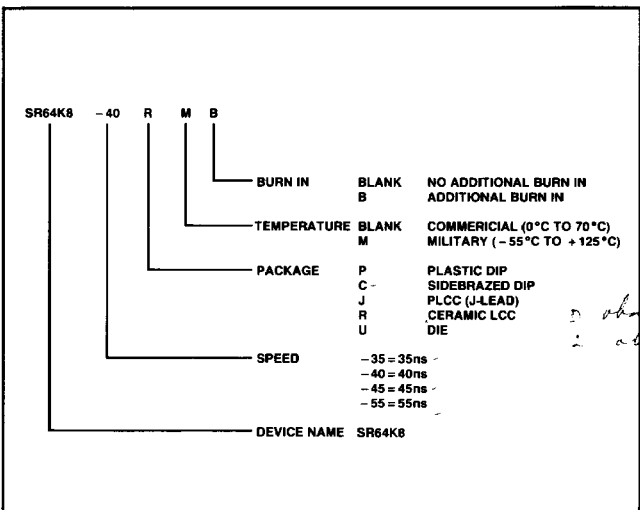 SR64K8 –40 R M B
BURN IN BLANK NO ADDITIONAL BURN IN
B ADDITIONAL BURN IN
TEMPERATURE BLANK COMMERICIAL (0°C TO 70°C)
M MILITARY (–55°C TO +125°C)
PACKAGE P PLASTIC DIP
C SIDEBRAZED DIP
J PLCC (J-LEAD)
R CERAMIC LCC
U DIE
SPEED –35=35ns
–40=40ns
–45=45ns
–55=55ns
DEVICE NAME SR64K8